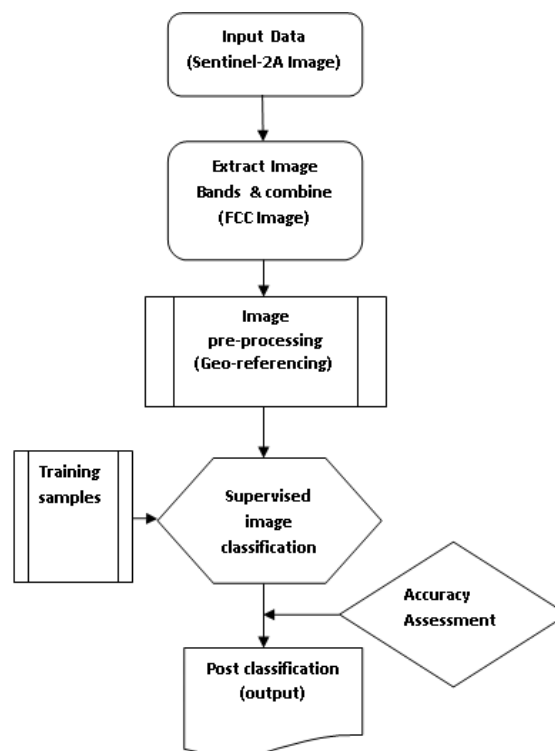 Input Data
(Sentinel-2A Image)
Extract Image
Bands & combine
(FCC Image)
Image
pre-processing
(Geo-referencing)
Training
samples
Supervised
image
classification
Accuracy
Assessment
Post classification
(output)